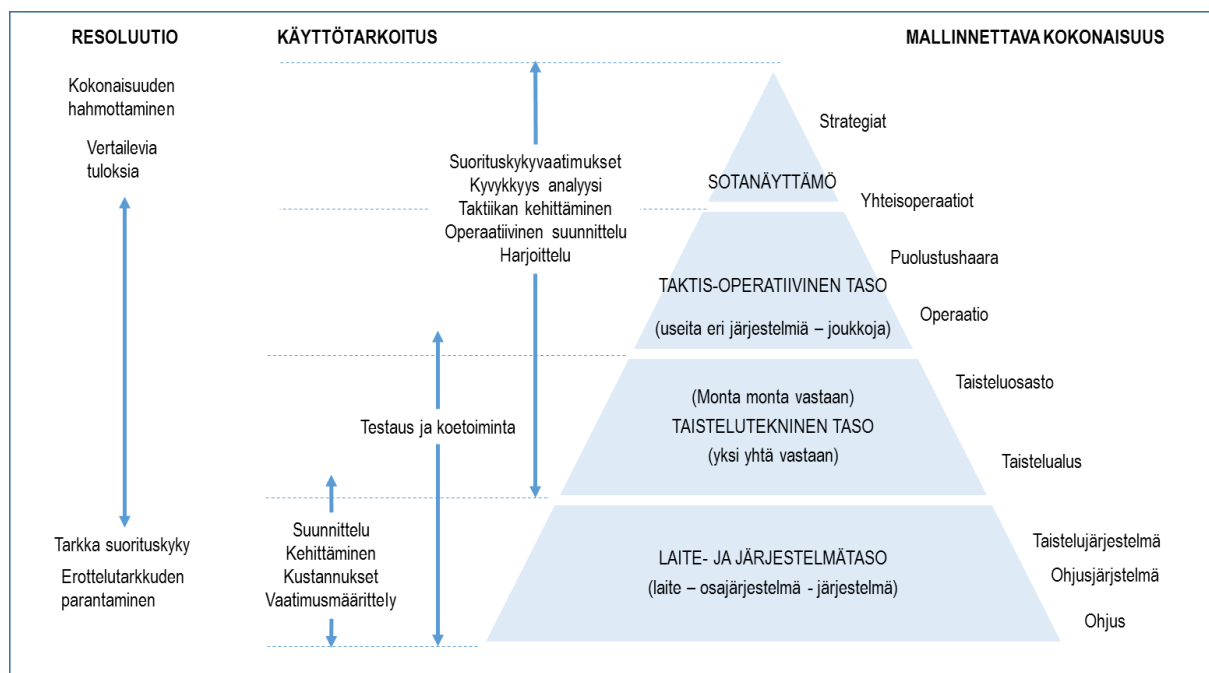 RESOLUUTIO
KÄYTTÖTARKOITUS
MALLINNETTAVA KOKONAISUUS
Kokonaisuuden
hahmottaminen
Vertailevia
tuloksia
Tarkka suorituskyky
Erottelutarkkuden
parantaminen
Suorituskykyvaatimukset
Kyvykkyys analyysi
Taktiikan kehittäminen
Operaatiivinen suunnittelu
Harjoittelu
Testaus ja koetoiminta
Suunnittelu
Kehittäminen
Kustannukset
Vaatimusmäärittely
SOTANÄYTTÄMÖ
TAKTIS-OPERATIIVINEN TASO
(useita eri järjestelmiä – joukkoja)
(Monta monta vastaan)
TAISTELUTEKNINEN TASO
(yksi yhtä vastaan)
LAITE- JA JÄRJESTELMÄTASO
(laite – osajärjestelmä - järjestelmä)
Strategiat
Yhteisoperaatiot
Puolustushaara
Operaatio
Taisteluosasto
Taistelualus
Taistelujärjestelmä
Ohjusjärjstelmä
Ohjus